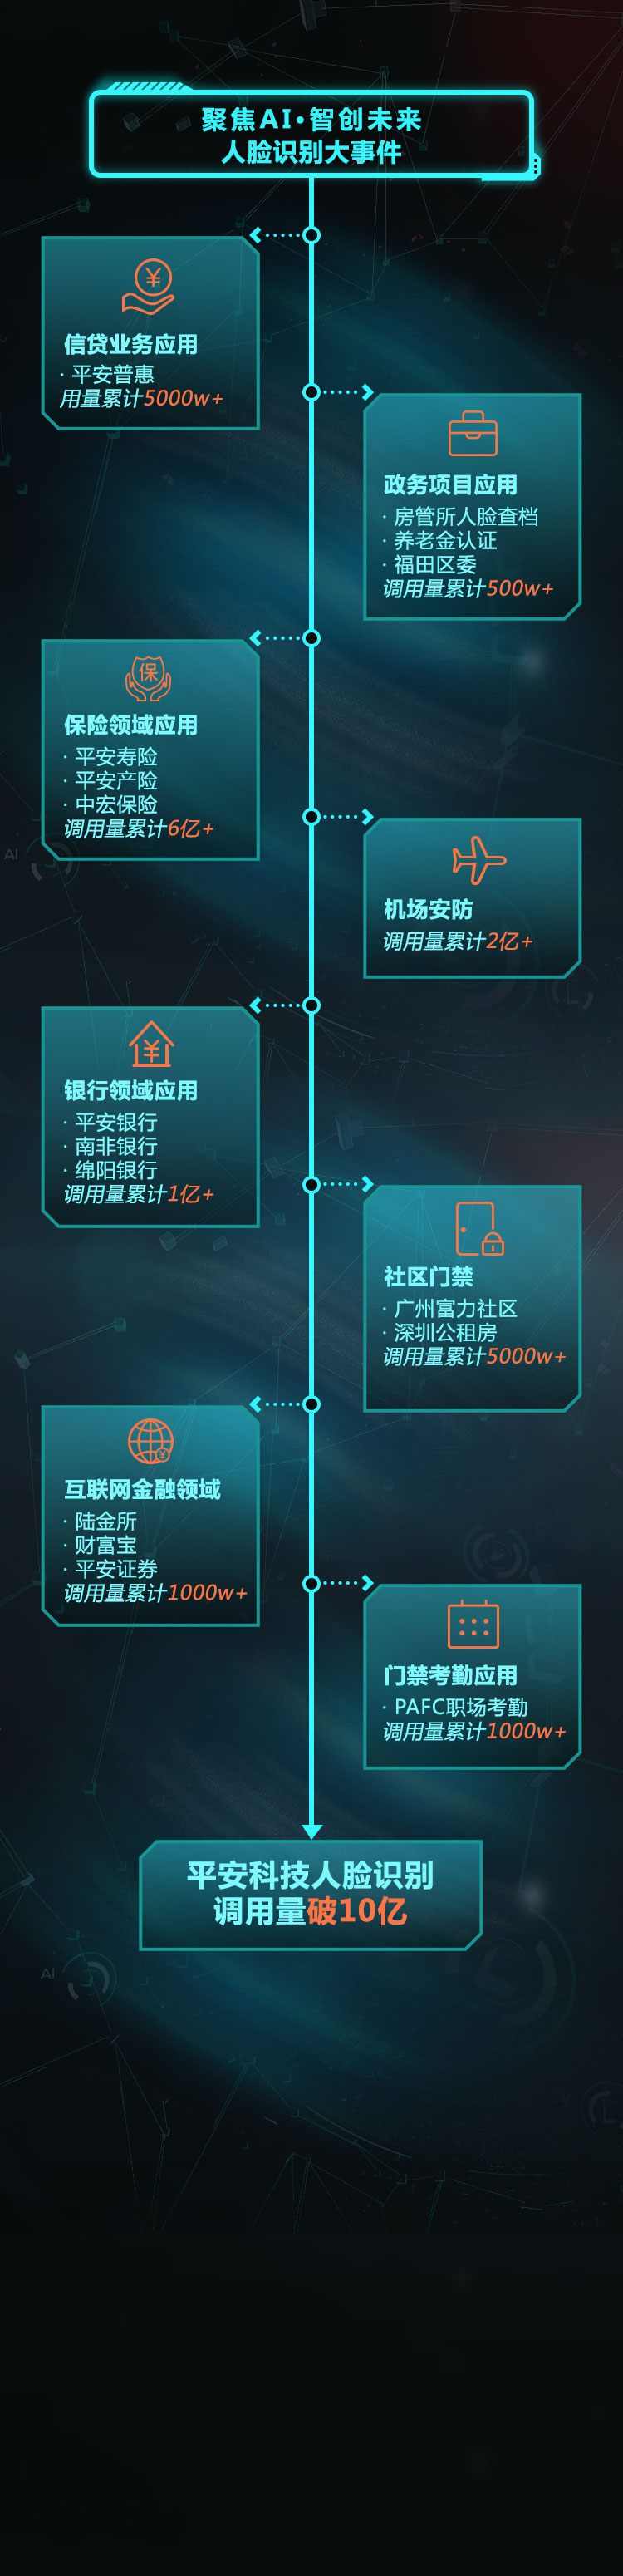 聚焦AI·智创未来
人脸识别大事件
信贷业务应用
· 平安普惠
用量累计5000w+
政务项目应用
· 房管所人脸查档
· 养老金认证
· 福田区委
调用量累计500w+
保
保险领域应用
· 平安寿险
· 平安产险
· 中宏保险
调用量累计6亿+
AI
机场安防
调用量累计2亿+
银行领域应用
· 平安银行
· 南非银行
· 绵阳银行
调用量累计1亿+
社区门禁
· 广州富力社区
· 深圳公租房
调用量累计5000w+
互联网金融领域
· 陆金所
· 财富宝
· 平安证券
调用量累计1000w+
门禁考勤应用
· PAFC职场考勤
调用量累计1000w+
平安科技人脸识别
调用量破10亿
AI